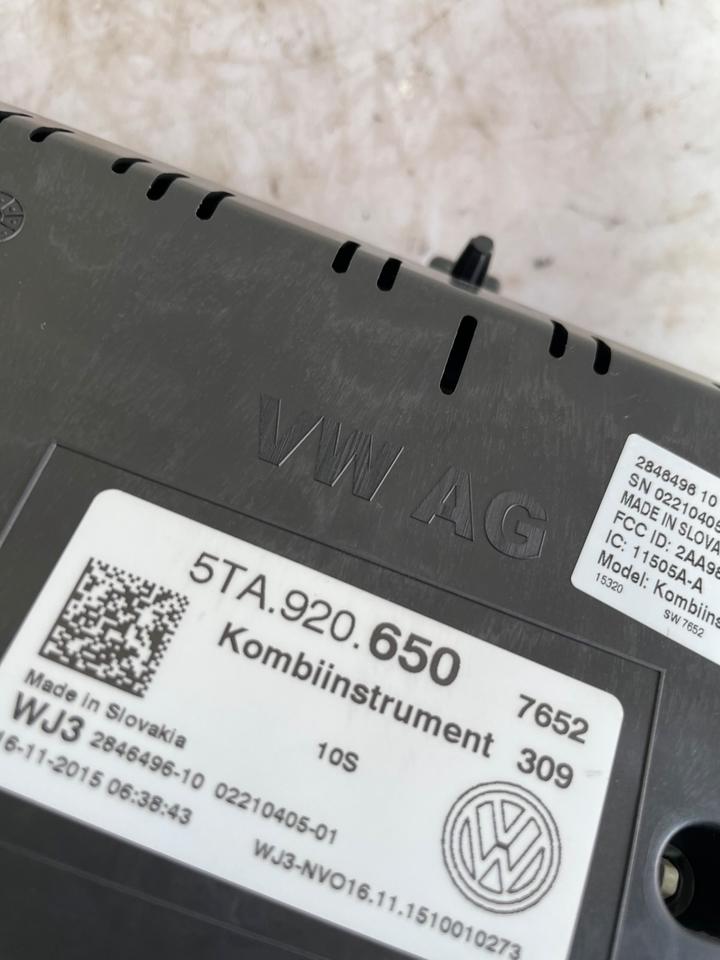 VW AG
5TA.920.650
Kombiinstrument
7652
309
Made in Slovakia
WJ3 2846496-10 02210405-01
10S
16-11-2015 06:38:43
WJ3-NVO16.11.1510010273
2846496 10
SN 02210405
MADE IN SLOVA
FCC ID: 2AA98
IC: 11505A-A
Model: Kombiins
15320
SW 7652